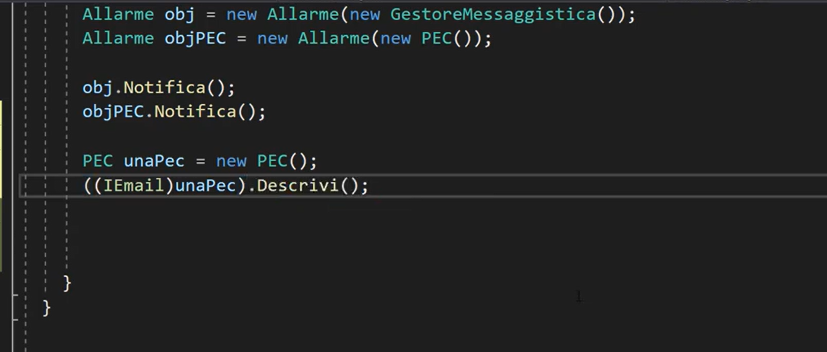 Allarme obj = new Allarme(new GestoreMessaggistica());
Allarme objPEC = new Allarme(new PEC());
obj.Notifica();
objPEC.Notifica();
PEC unaPec = new PEC();
((IEmail)unaPec).Descrivi();
}
}